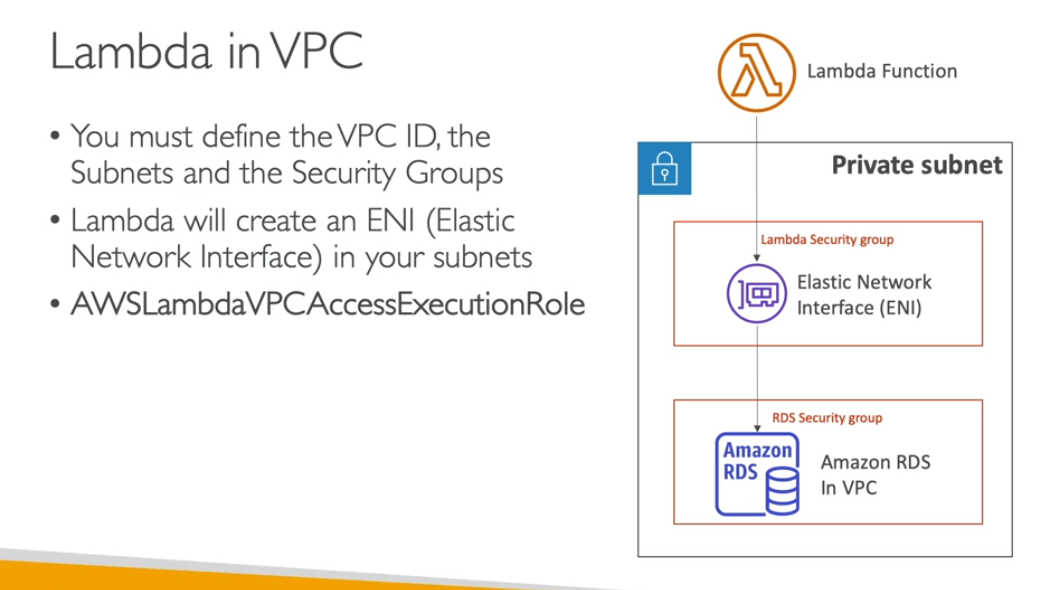 Lambda in VPC
• You must define the VPC ID, the
Subnets and the Security Groups
• Lambda will create an ENI (Elastic
Network Interface) in your subnets
• AWSLambdaVPCAccessExecutionRole
Lambda Function
Private subnet
Lambda Security group
Elastic Network
Interface (ENI)
RDS Security group
Amazon
RDS
Amazon RDS
In VPC